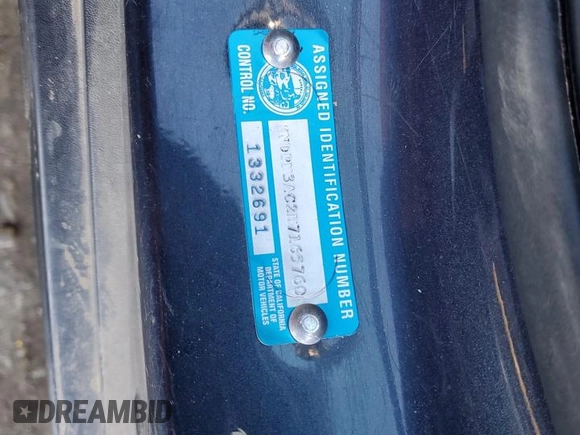 ASSIGNED IDENTIFICATION NUMBER
CONTROL NO.
1332691
STATE OF CALIFORNIA
DEPARTMENT OF
MOTOR VEHICLES
DREAMBID